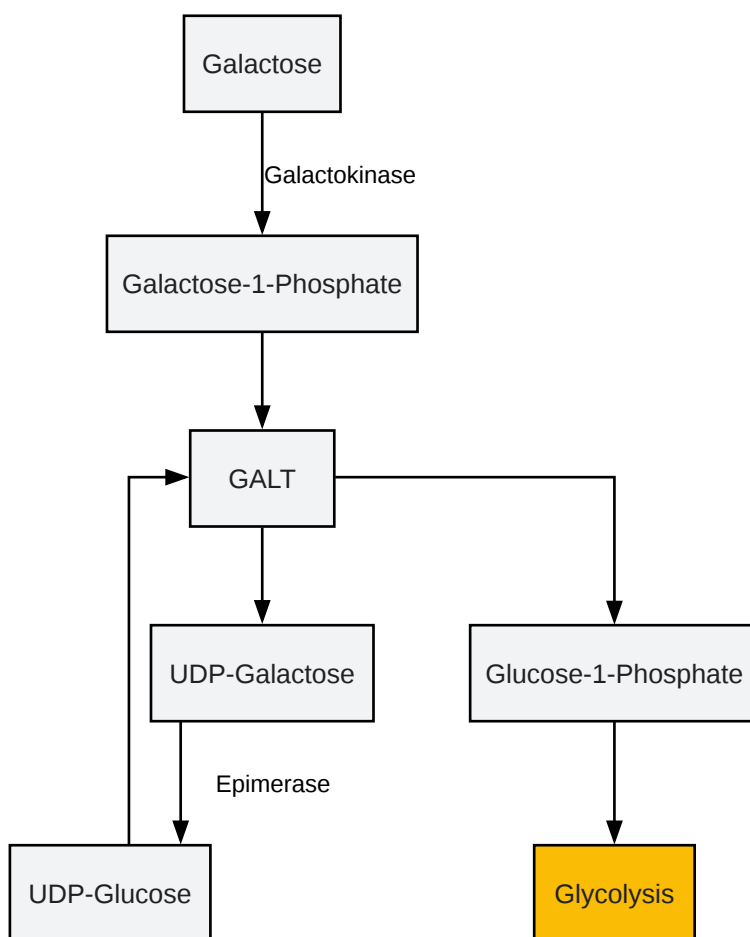 Galactose
Galactokinase
Galactose-1-Phosphate
GALT
UDP-Galactose
Glucose-1-Phosphate
Epimerase
UDP-Glucose
Glycolysis